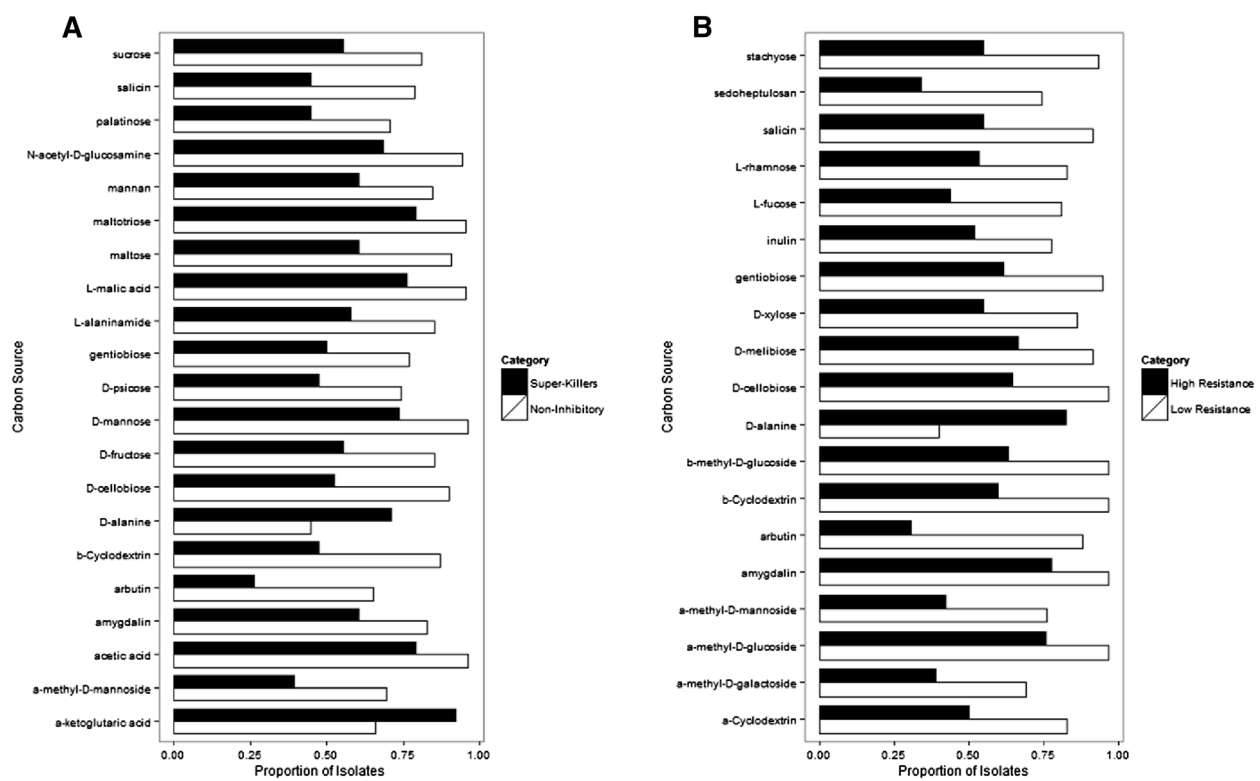 A
sucrose
salicin
palatinose
N-acetyl-D-glucosamine
mannan
maltotriose
maltose
L-malic acid
L-alaninamide
gentiobiose
D-psicose
D-mannose
D-fructose
D-cellobiose
D-alanine
b-Cyclodextrin
arbutin
amygdalin
acetic acid
a-methyl-D-mannoside
a-ketoglutaric acid
Carbon Source
0.00 0.25 0.50 0.75 1.00
Proportion of Isolates
Category
Super-Killers
Non-Inhibitory
B
stachyose
sedoheptulosan
salicin
L-rhamnose
L-fucose
inulin
gentiobiose
D-xylose
D-melibiose
D-cellobiose
D-alanine
b-methyl-D-glucoside
b-Cyclodextrin
arbutin
amygdalin
a-methyl-D-mannoside
a-methyl-D-glucoside
a-methyl-D-galactoside
a-Cyclodextrin
Carbon Source
0.00 0.25 0.50 0.75 1.00
Proportion of Isolates
Category
High Resistance
Low Resistance